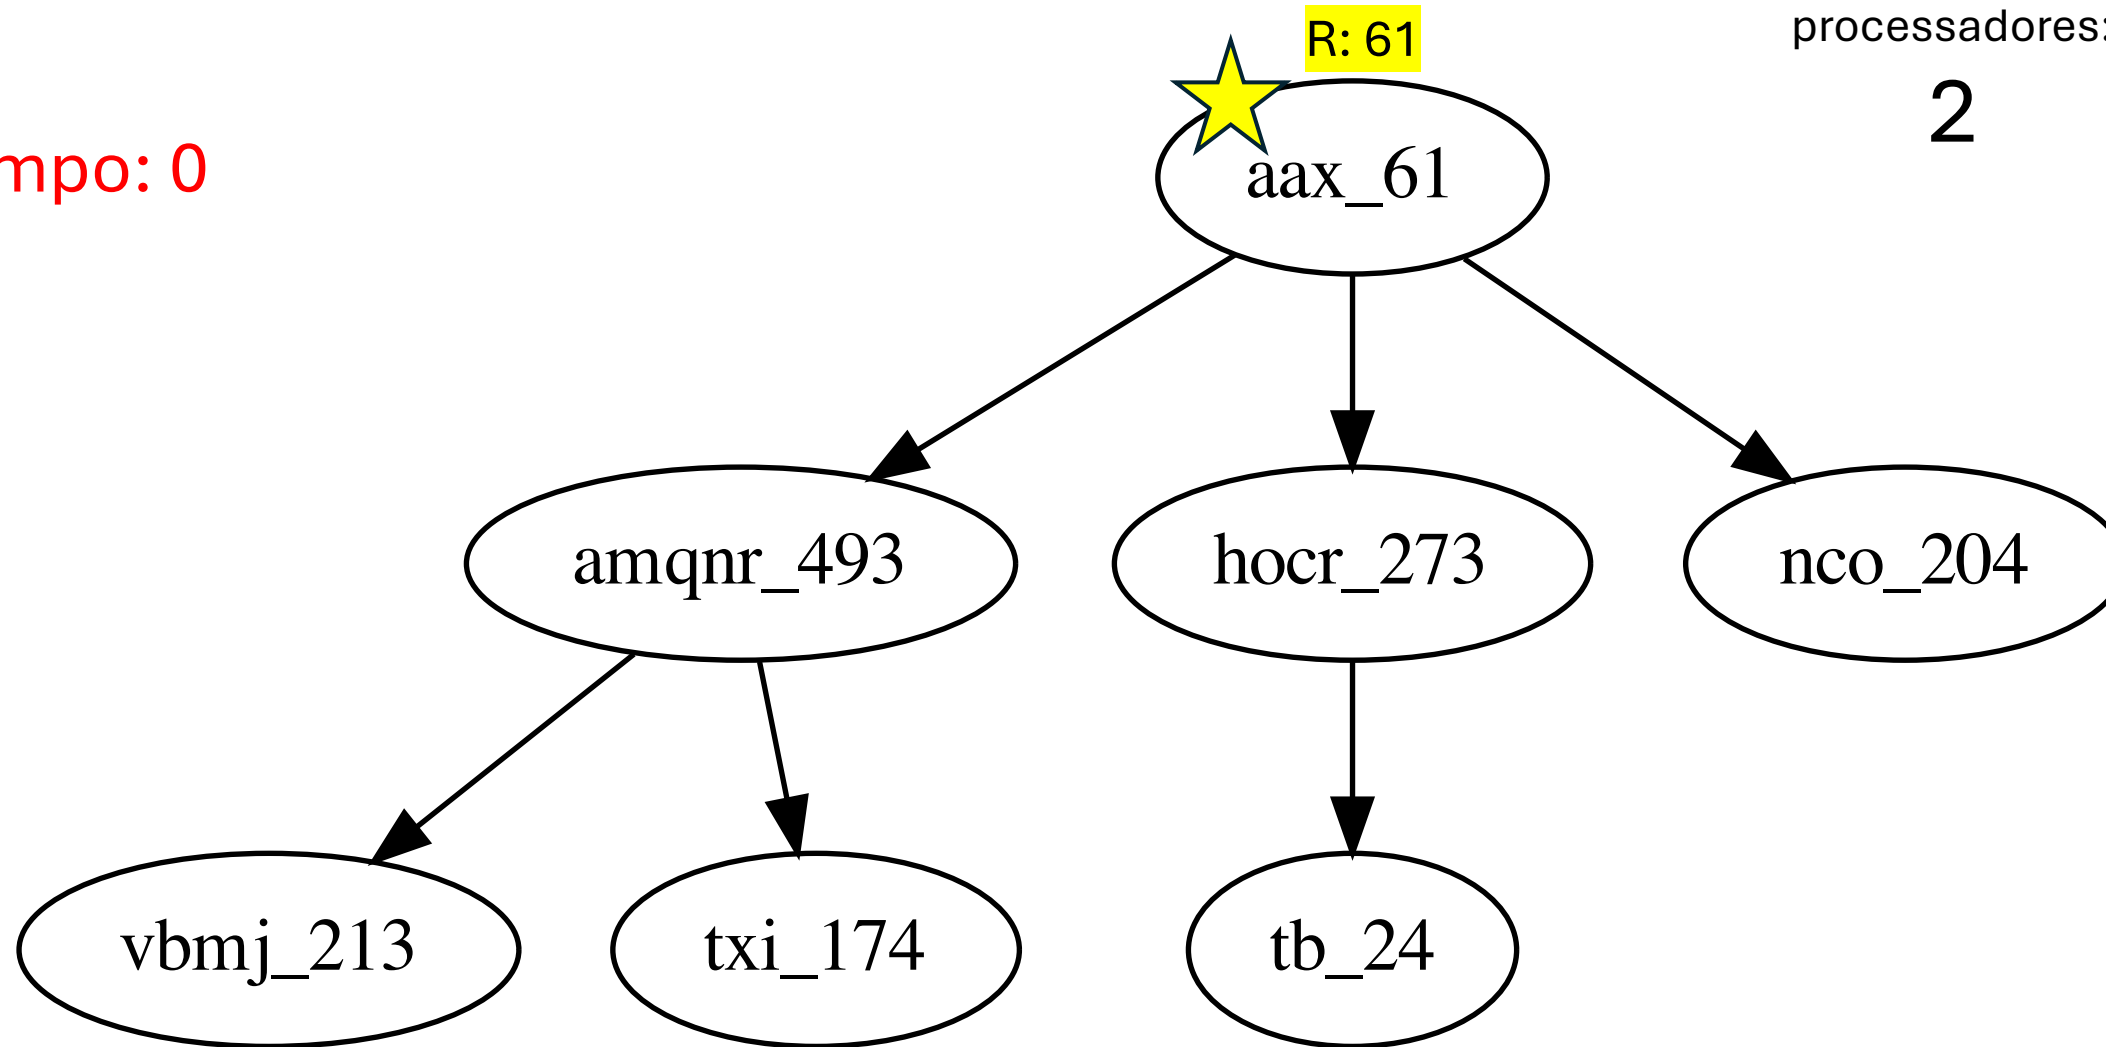 R: 61
processadores:
2
mpo: 0
aax_61
amqnr_493
hocr_273
nco_204
vbmj_213
txi_174
tb_24